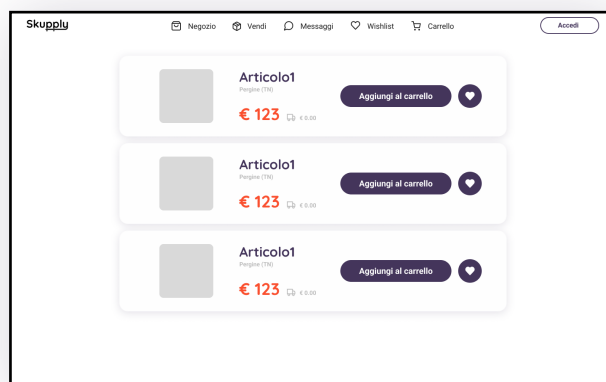 Skupply Negozio Vendi Messaggi Wishlist Carrello Accedi
Articolo1
Pergine (TN)
€ 123 € 0.00
Aggiungi al carrello
Articolo1
Pergine (TN)
€ 123 € 0.00
Aggiungi al carrello
Articolo1
Pergine (TN)
€ 123 € 0.00
Aggiungi al carrello